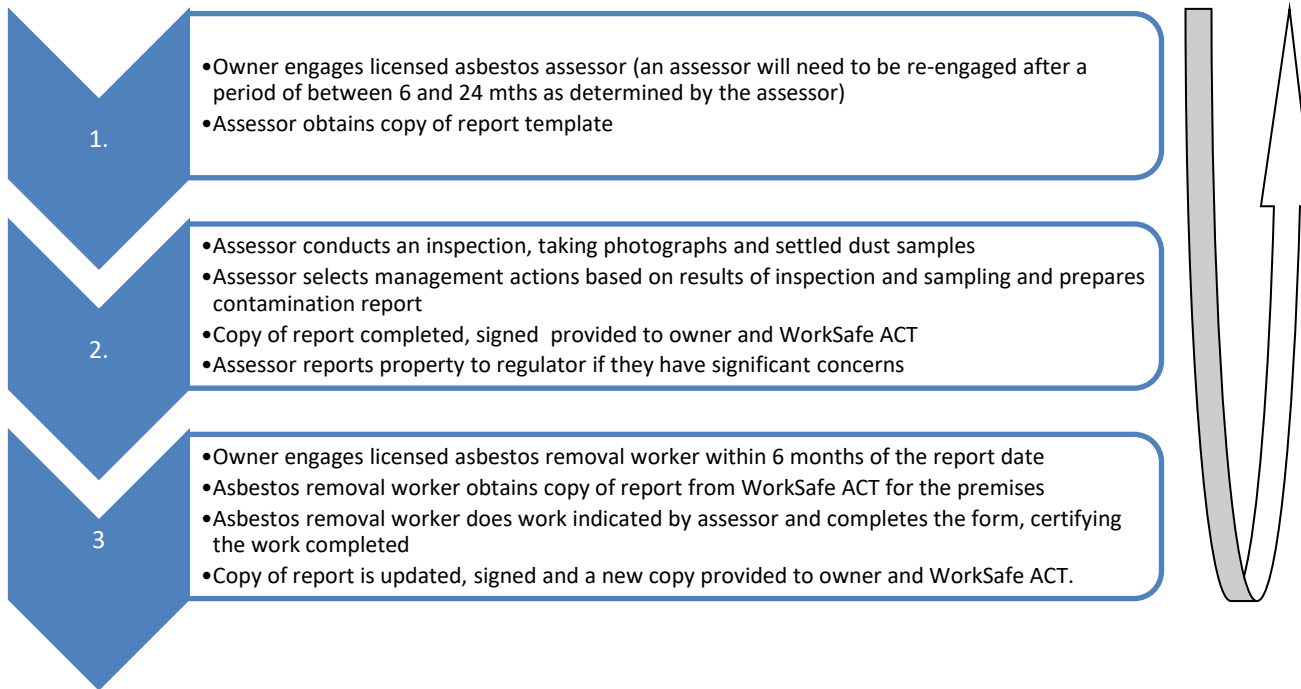 1.
•Owner engages licensed asbestos assessor (an assessor will need to be re-engaged after a
period of between 6 and 24 mths as determined by the assessor)
•Assessor obtains copy of report template
2.
•Assessor conducts an inspection, taking photographs and settled dust samples
•Assessor selects management actions based on results of inspection and sampling and prepares
contamination report
•Copy of report completed, signed  provided to owner and WorkSafe ACT
•Assessor reports property to regulator if they have significant concerns
3
•Owner engages licensed asbestos removal worker within 6 months of the report date
•Asbestos removal worker obtains copy of report from WorkSafe ACT for the premises
•Asbestos removal worker does work indicated by assessor and completes the form, certifying
the work completed
•Copy of report is updated, signed and a new copy provided to owner and WorkSafe ACT.